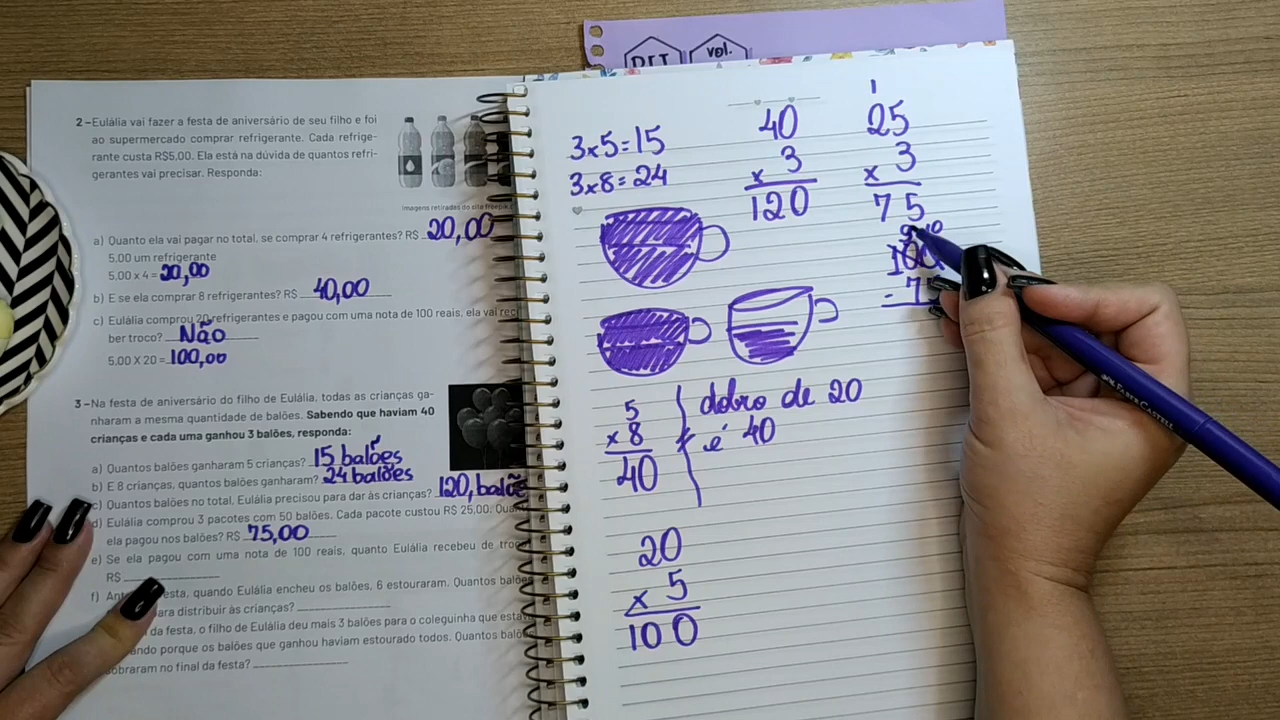 2 – Eulália vai fazer a festa de aniversário de seu filho e foi
ao supermercado comprar refrigerante. Cada refrige-
rante custa R$5,00. Ela está na dúvida de quantos refri-
gerantes vai precisar. Responda:
Imagens retiradas do site
a) Quanto ela vai pagar no total, se comprar 4 refrigerantes? R$ 20,00
5,00 um refrigerante
5,00 x 4 = 20,00
b) E se ela comprar 8 refrigerantes? R$ 40,00
c) Eulália comprou 20 refrigerantes e pagou com uma nota de 100 reais, ela vai rece
ber troco? Não
5,00 X 20 = 100,00
3 – Na festa de aniversário do filho de Eulália, todas as crianças ga-
nharam a mesma quantidade de balões. Sabendo que haviam 40
crianças e cada uma ganhou 3 balões, responda:
a) Quantos balões ganharam 5 crianças? 15 balões
b) E 8 crianças, quantos balões ganharam? 24 balões
c) Quantos balões no total, Eulália precisou para dar às crianças? 120, balõe
d) Eulália comprou 3 pacotes com 50 balões. Cada pacote custou R$ 25,00.
ela pagou nos balões? R$ 75,00
e) Se ela pagou com uma nota de 100 reais, quanto Eulália recebeu de
R$
f) esta, quando Eulália encheu os balões, 6 estouraram. Quantos
para distribuir às crianças?
da festa, o filho de Eulália deu mais 3 balões para o coleguinha que
porque os balões que ganhou haviam estourado todos. Quantos
sobraram no final da festa?
vol.
3x5=15
3x8=24
40
x 3
120
1
25
x 3
75
100
- 7
5
x 8
40
dobro de 20
é 40
20
x 5
100
FABER CASTELL